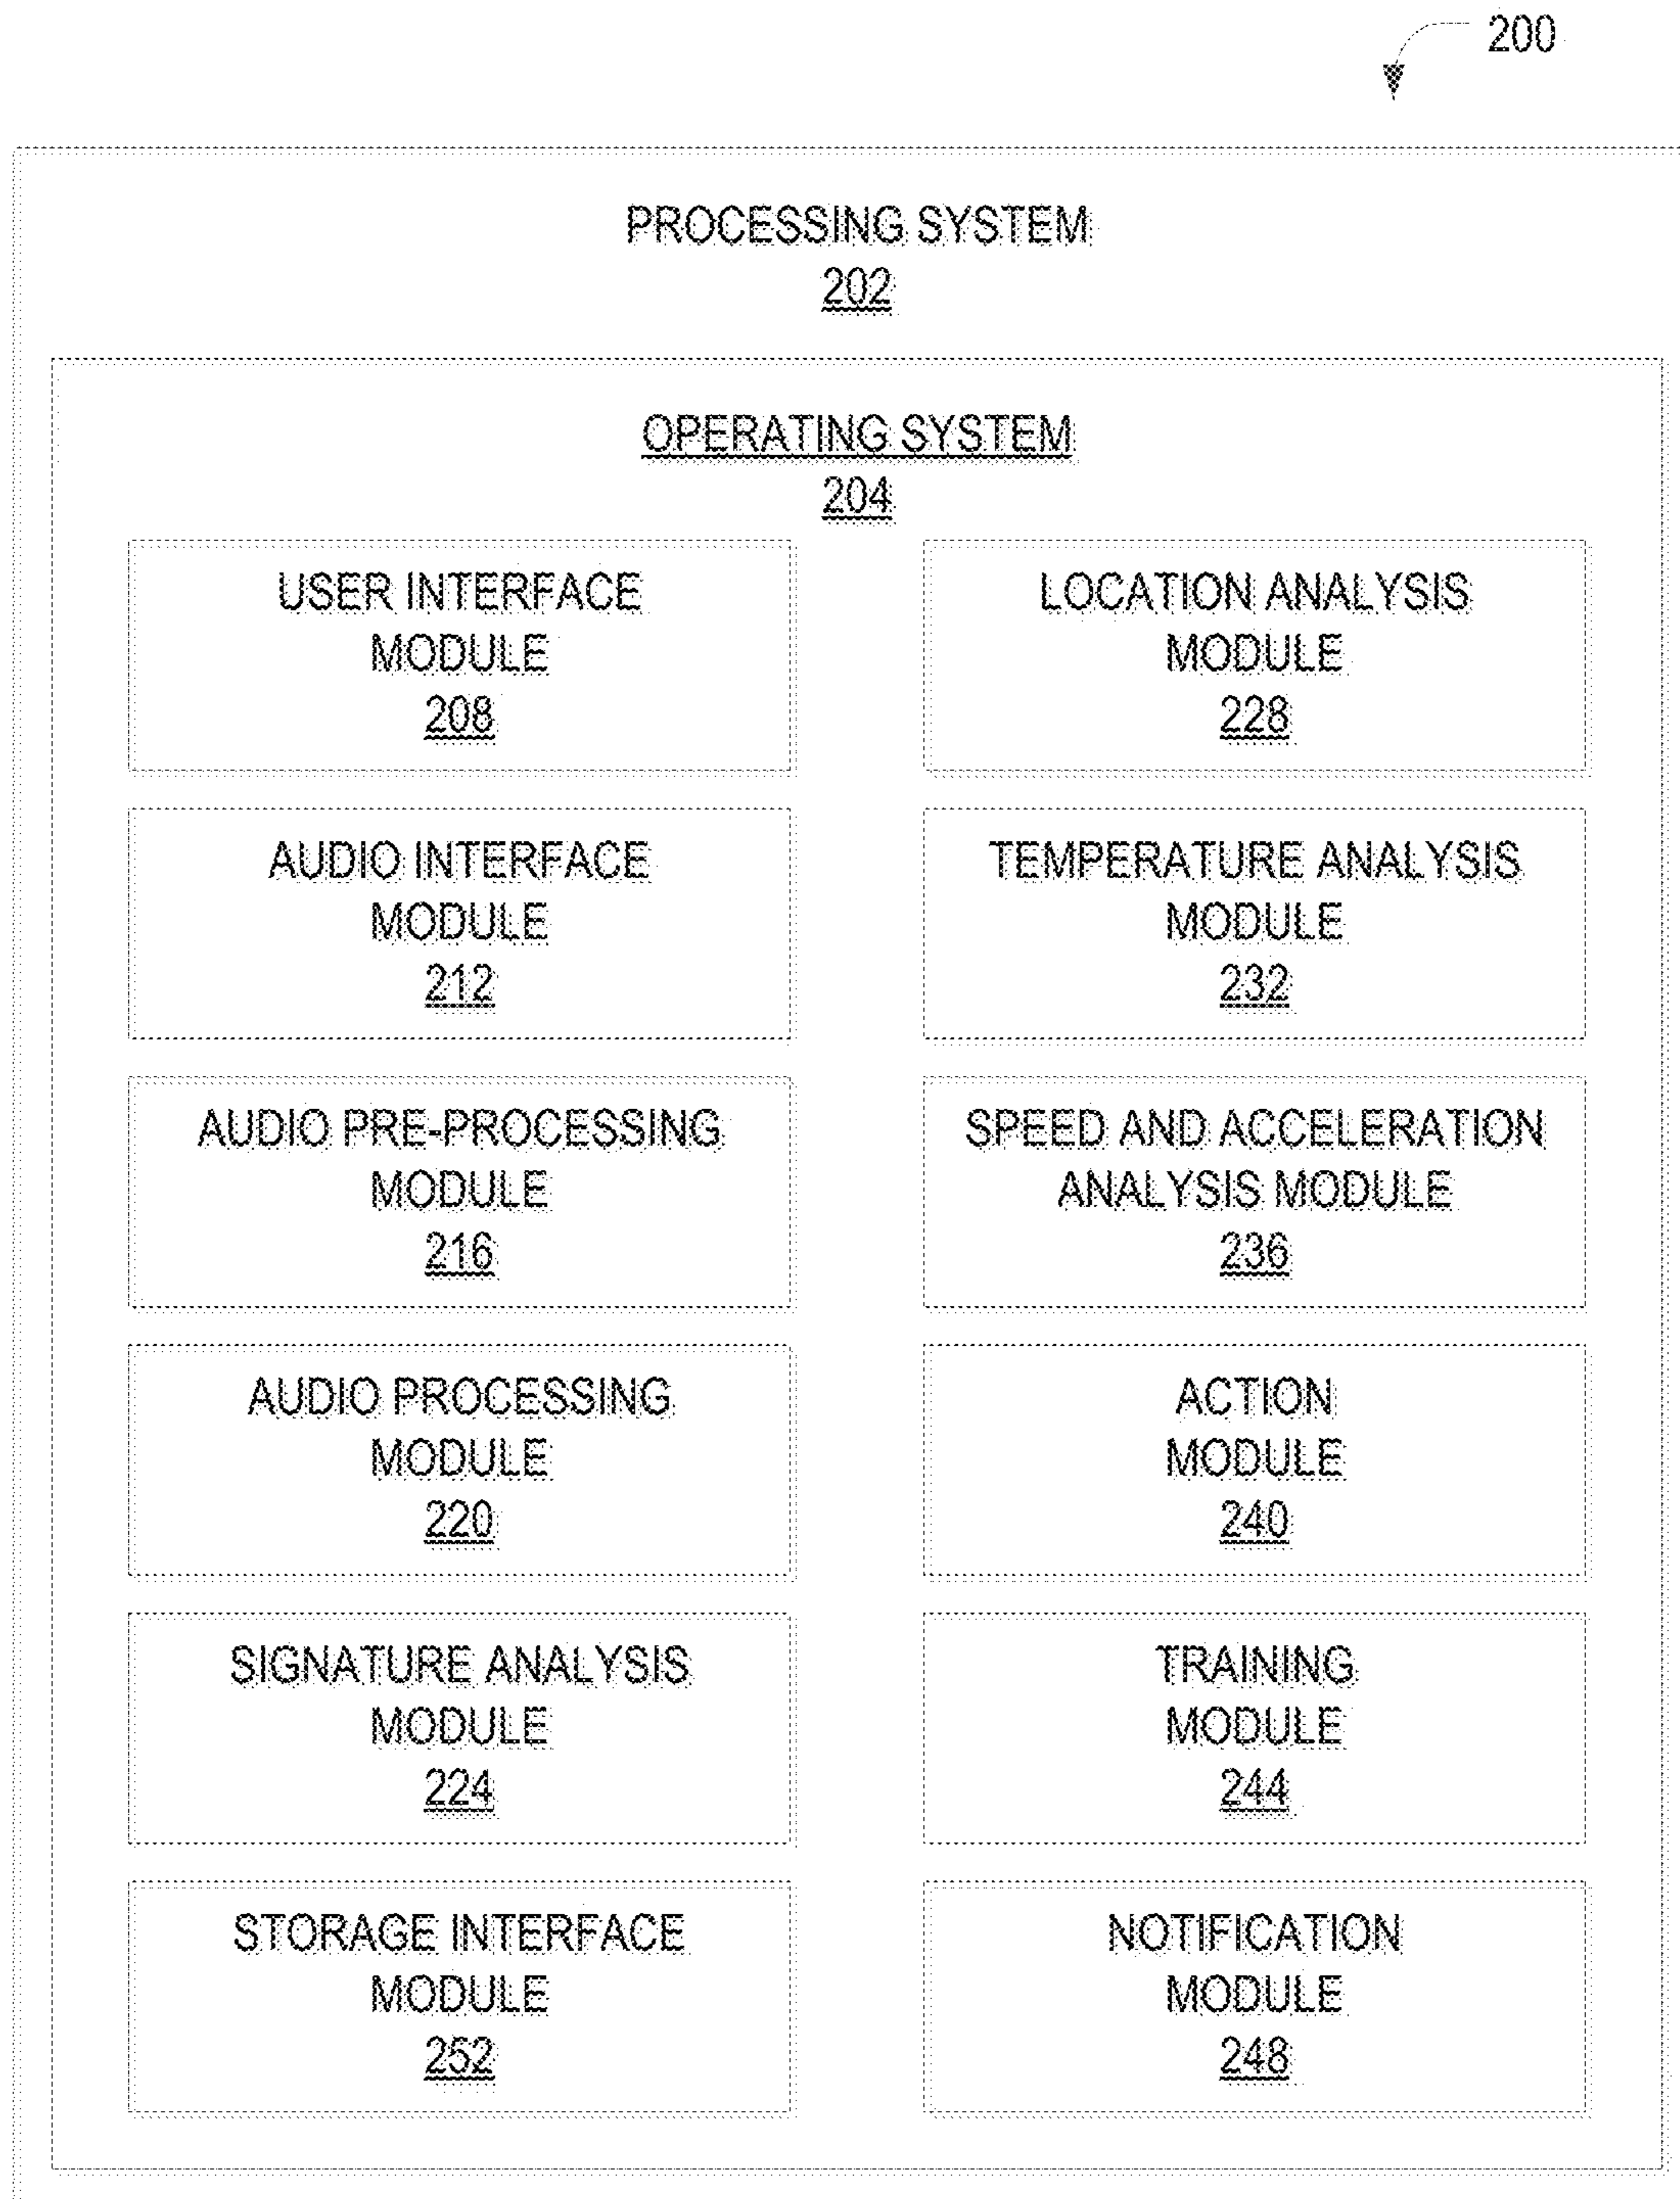 200
PROCESSING SYSTEM
202
OPERATING SYSTEM
204
USER INTERFACE
MODULE
208
LOCATION ANALYSIS
MODULE
228
AUDIO INTERFACE
MODULE
212
TEMPERATURE ANALYSIS
MODULE
232
AUDIO PRE-PROCESSING
MODULE
216
SPEED AND ACCELERATION
ANALYSIS MODULE
236
AUDIO PROCESSING
MODULE
220
ACTION
MODULE
240
SIGNATURE ANALYSIS
MODULE
224
TRAINING
MODULE
244
STORAGE INTERFACE
MODULE
252
NOTIFICATION
MODULE
248